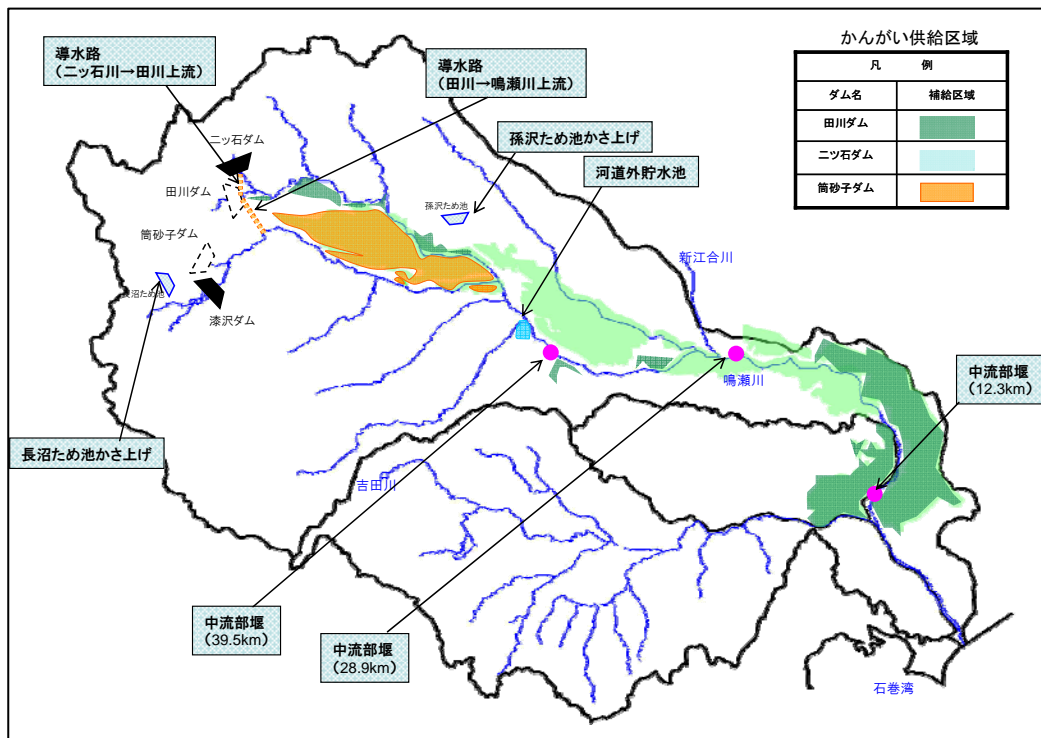 かんがい供給区域
凡 例
ダム名 補給区域
田川ダム
二ツ石ダム
筒砂子ダム
導水路
(二ッ石川→田川上流)
導水路
(田川→鳴瀬川上流)
孫沢ため池かさ上げ
河道外貯水池
二ッ石ダム
田川ダム
筒砂子ダム
孫沢ため池
長沼ため池
漆沢ダム
新江合川
鳴瀬川
中流部堰
(12.3km)
長沼ため池かさ上げ
吉田川
中流部堰
(39.5km)
中流部堰
(28.9km)
石巻湾